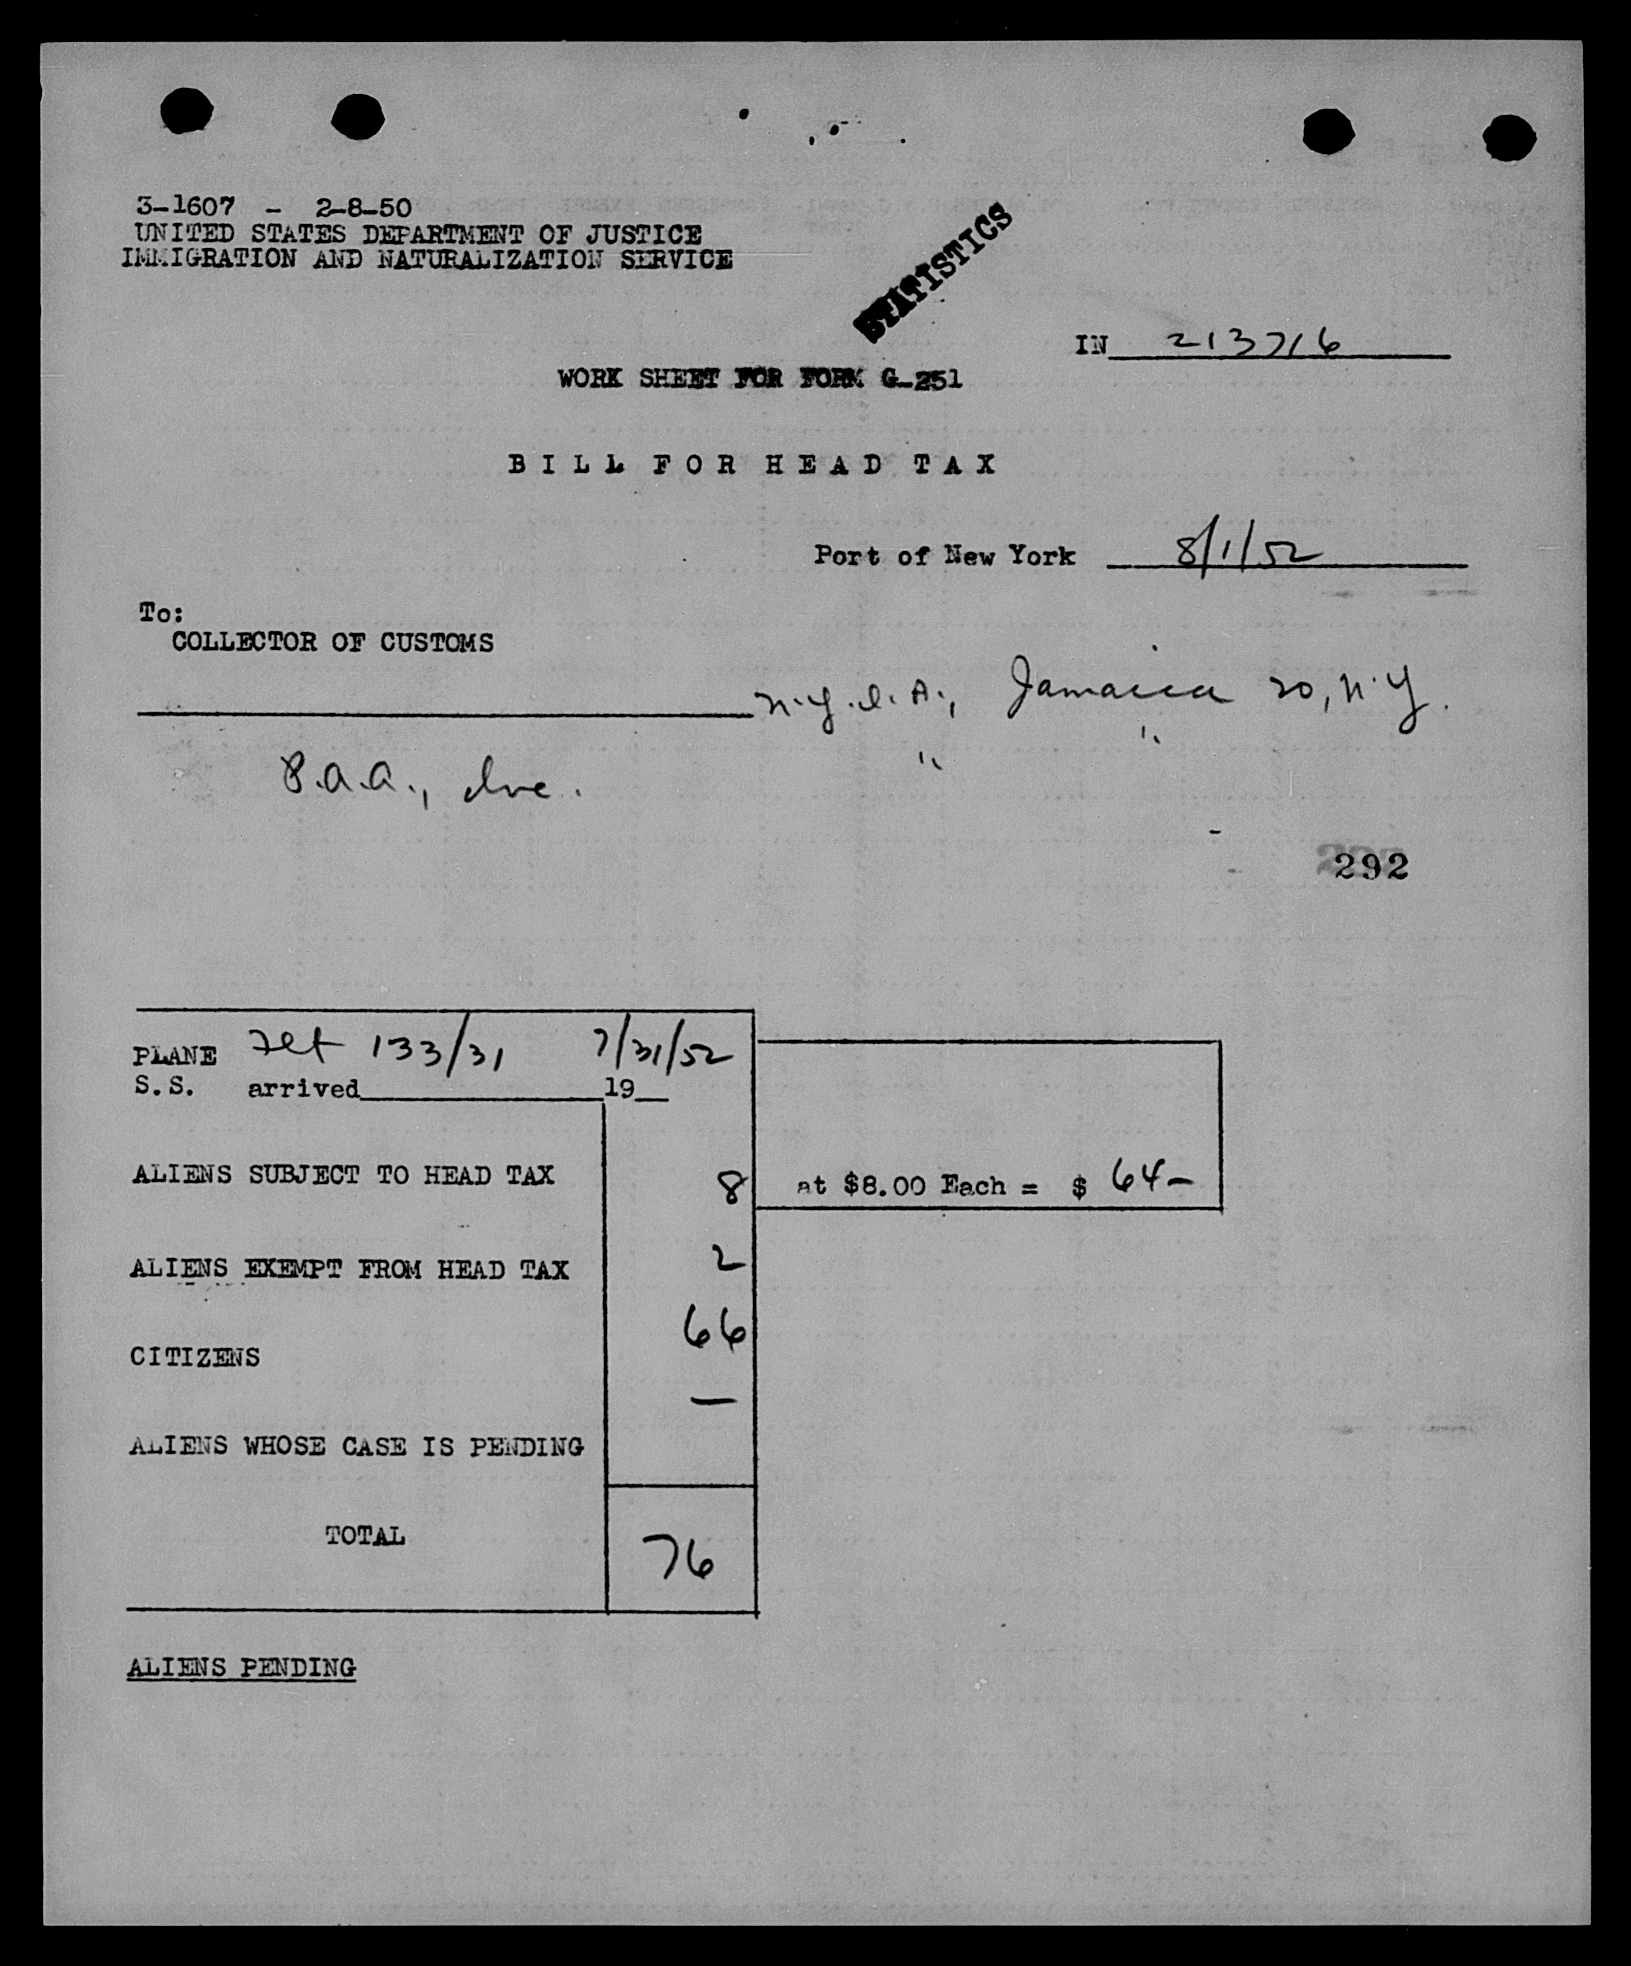 3-1607 - 2-8-50
UNITED STATES DEPARTMENT OF JUSTICE
IMMIGRATION AND NATURALIZATION SERVICE
STATISTICS
IN 213716
WORK SHEET FOR FORM G-251
BILL FOR HEAD TAX
Port of New York 8/1/52
To:
COLLECTOR OF CUSTOMS
N.Y.I.A., Jamaica 20, N.Y.
P.A.A., Inc. " "
292
PLANE 133/31 7/31/52
S.S. arrived 19
ALIENS SUBJECT TO HEAD TAX 8 at $8.00 Each = $ 64-
ALIENS EXEMPT FROM HEAD TAX 2
CITIZENS 66
ALIENS WHOSE CASE IS PENDING —
TOTAL 76
ALIENS PENDING